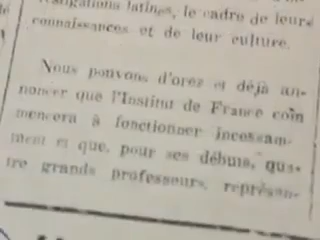 ésignations latines, le cadre de leurs
connaissances et de leur culture.
Nous pouvons d'orez et déjà an-
noncer que l'Institut de France com
mencera à fonctionner incessam-
ment et que, pour ses débuts, qua-
tre grands professeurs, représen-